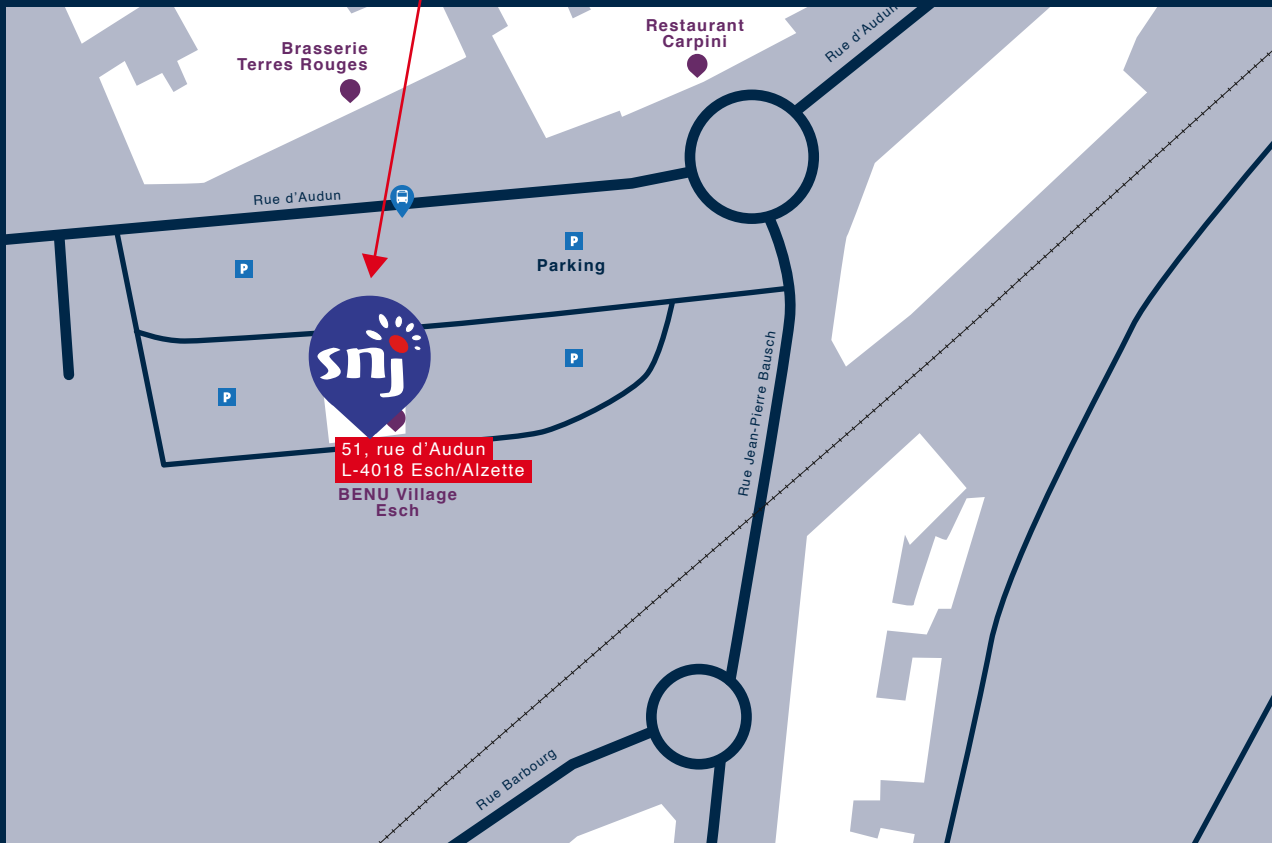 Restaurant
Carpini
Rue d'Audun
Brasserie
Terres Rouges
Rue d'Audun
P
P
Parking
snj
P
P
Rue Jean-Pierre Bausch
51, rue d'Audun
L-4018 Esch/Alzette
BENU Village
Esch
Rue Barbourg